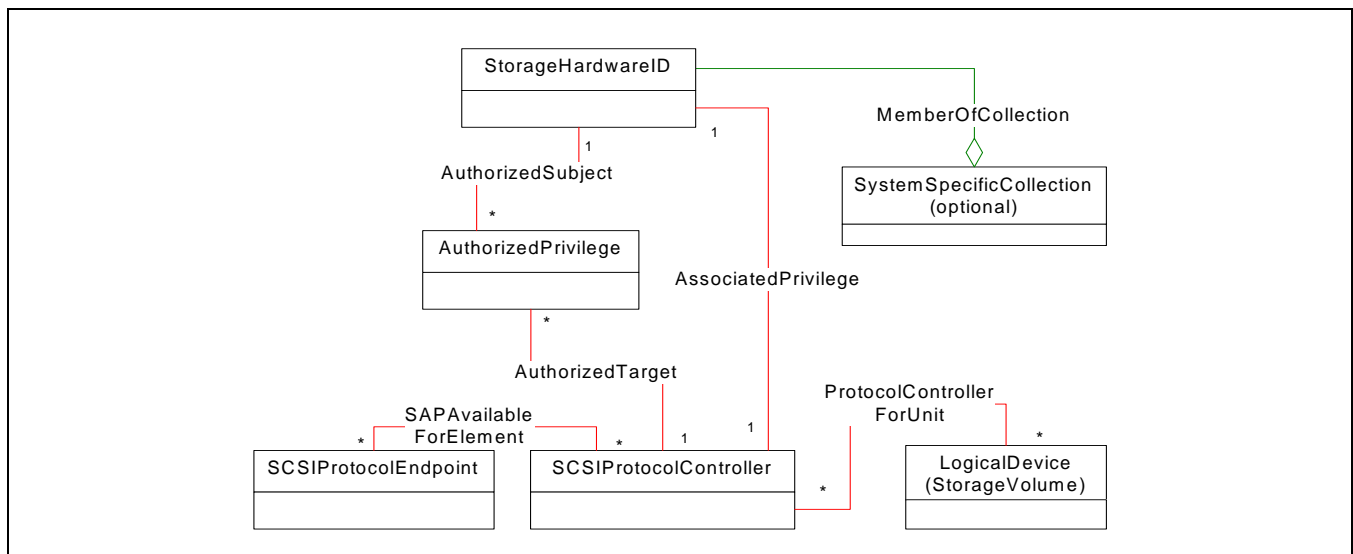 StorageHardwareID
MemberOfCollection
1
1
AuthorizedSubject
SystemSpecificCollection
(optional)
*
AuthorizedPrivilege
AssociatedPrivilege
*
AuthorizedTarget
ProtocolController
ForUnit
SAPAvailable
ForElement
*
*
1
1
*
SCSIProtocolEndpoint
SCSIProtocolController
LogicalDevice
(StorageVolume)
*